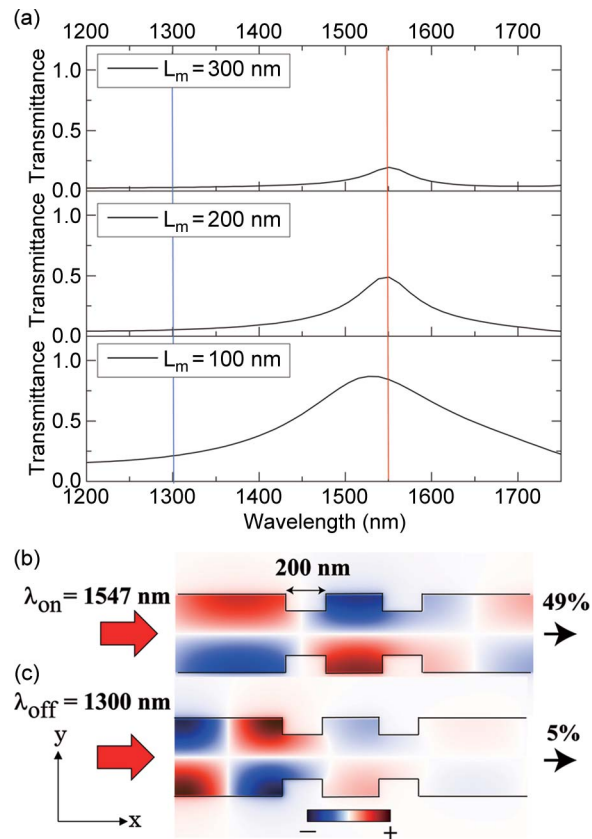 (a)
1200 1300 1400 1500 1600 1700
Transmittance
1.0
0.5
0.0
L_m = 300 nm
Transmittance
1.0
0.5
0.0
L_m = 200 nm
Transmittance
1.0
0.5
0.0
L_m = 100 nm
1200 1300 1400 1500 1600 1700
Wavelength (nm)
(b)
200 nm
λ_on = 1547 nm
49%
(c)
λ_off = 1300 nm
5%
y
x
− +